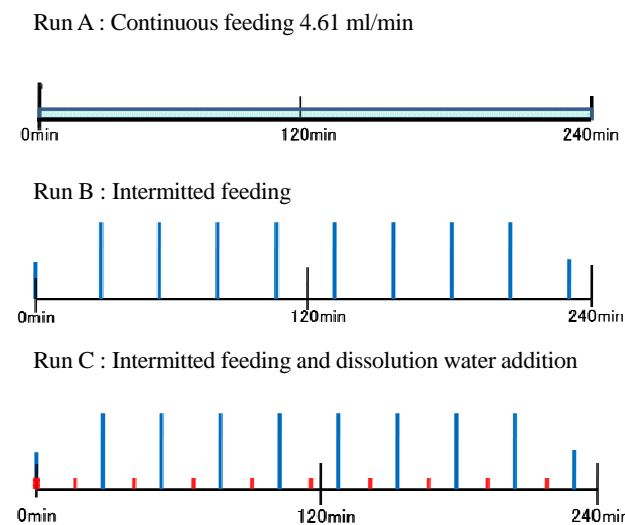 Run A : Continuous feeding 4.61 ml/min
0min 120min 240min
Run B : Intermitted feeding
0min 120min 240min
Run C : Intermitted feeding and dissolution water addition
0min 120min 240min